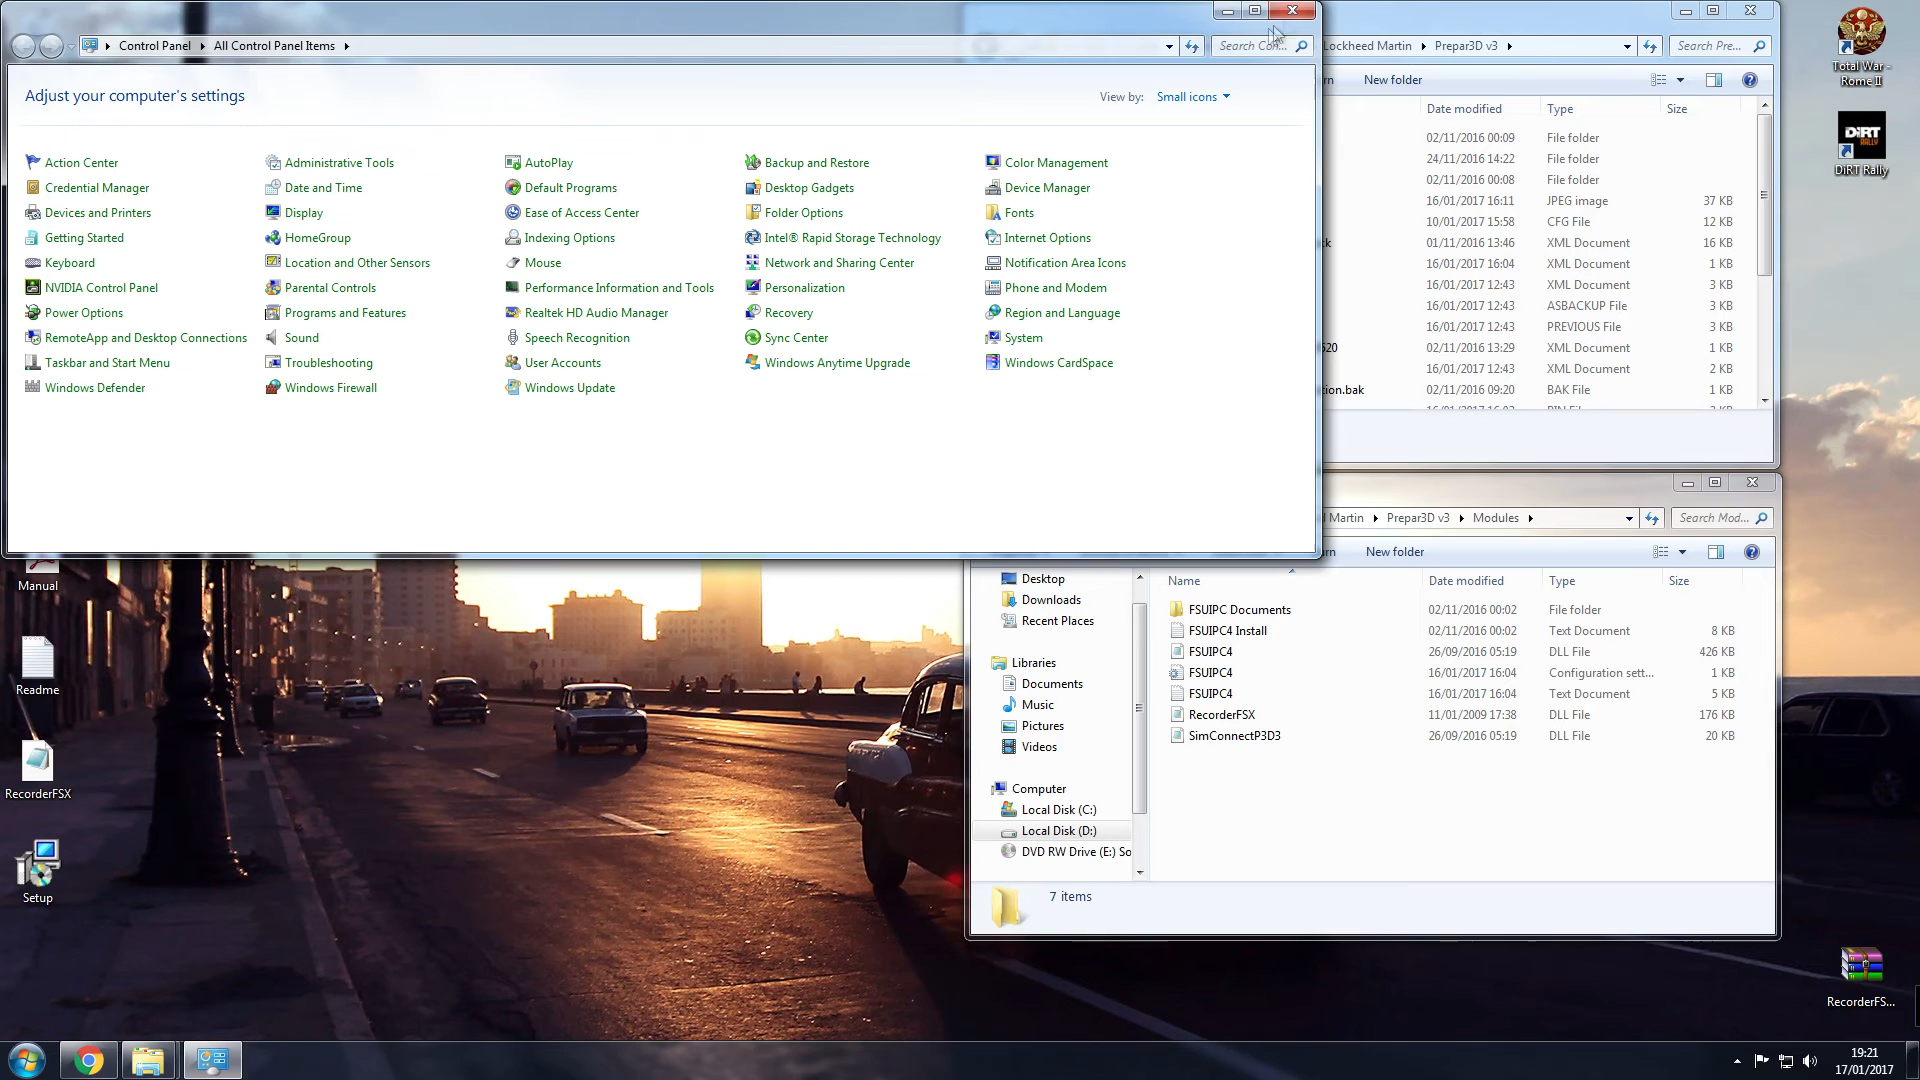 Control Panel
All Control Panel Items
Lockheed Martin
Prepar3D v3
Search Pre...
Adjust your computer's settings
View by:
Small icons
New folder
Date modified
Type
Size
Action Center
Administrative Tools
AutoPlay
Backup and Restore
Color Management
Credential Manager
Date and Time
Default Programs
Desktop Gadgets
Device Manager
Devices and Printers
Display
Ease of Access Center
Folder Options
Fonts
Getting Started
HomeGroup
Indexing Options
Intel® Rapid Storage Technology
Internet Options
Keyboard
Location and Other Sensors
Mouse
Network and Sharing Center
Notification Area Icons
NVIDIA Control Panel
Parental Controls
Performance Information and Tools
Personalization
Phone and Modem
Power Options
Programs and Features
Realtek HD Audio Manager
Recovery
Region and Language
RemoteApp and Desktop Connections
Sound
Speech Recognition
Sync Center
System
Taskbar and Start Menu
Troubleshooting
User Accounts
Windows Anytime Upgrade
Windows CardSpace
Windows Defender
Windows Firewall
Windows Update
02/11/2016 00:09 File folder
24/11/2016 14:22 File folder
02/11/2016 00:08 File folder
16/01/2017 16:11 JPEG image 37 KB
10/01/2017 15:58 CFG File 12 KB
ck 01/11/2016 13:46 XML Document 16 KB
16/01/2017 16:04 XML Document 1 KB
16/01/2017 12:43 XML Document 3 KB
16/01/2017 12:43 ASBACKUP File 3 KB
16/01/2017 12:43 PREVIOUS File 3 KB
02/11/2016 13:29 XML Document 1 KB
16/01/2017 12:43 XML Document 2 KB
tion.bak 02/11/2016 09:20 BAK File 1 KB
Total War -
Rome II
DiRT
RALLY
DiRT Rally
Martin
Prepar3D v3
Modules
Search Mod...
New folder
Desktop
Downloads
Recent Places
Libraries
Documents
Music
Pictures
Videos
Computer
Local Disk (C:)
Local Disk (D:)
DVD RW Drive (E:) So
Name Date modified Type Size
FSUIPC Documents 02/11/2016 00:02 File folder
FSUIPC4 Install 02/11/2016 00:02 Text Document 8 KB
FSUIPC4 26/09/2016 05:19 DLL File 426 KB
FSUIPC4 16/01/2017 16:04 Configuration sett... 1 KB
FSUIPC4 16/01/2017 16:04 Text Document 5 KB
RecorderFSX 11/01/2009 17:38 DLL File 176 KB
SimConnectP3D3 26/09/2016 05:19 DLL File 20 KB
7 items
Manual
Readme
RecorderFSX
Setup
RecorderFS...
19:21
17/01/2017